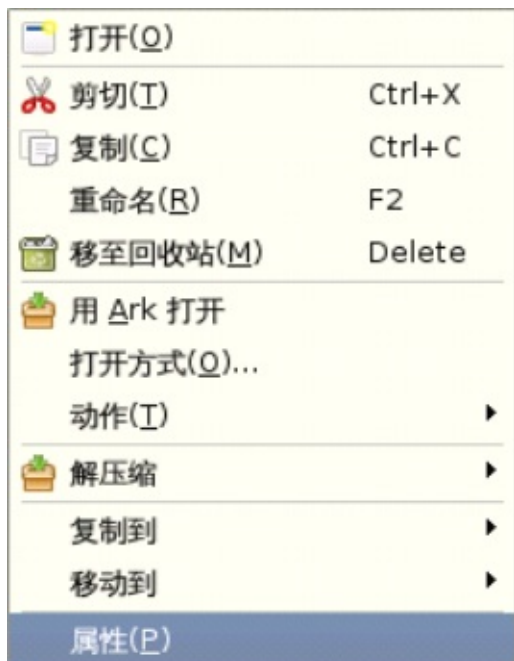 打开(O)
剪切(T) Ctrl+X
复制(C) Ctrl+C
重命名(R) F2
移至回收站(M) Delete
用 Ark 打开
打开方式(O)...
动作(T)
解压缩
复制到
移动到
属性(P)